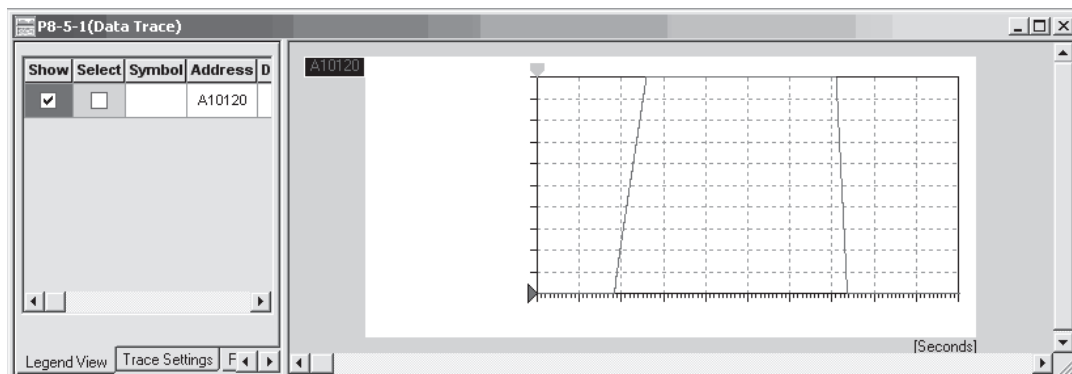 P8-5-1(Data Trace)
Show Select Symbol Address D
A10120
A10120
[Seconds]
Legend View Trace Settings F